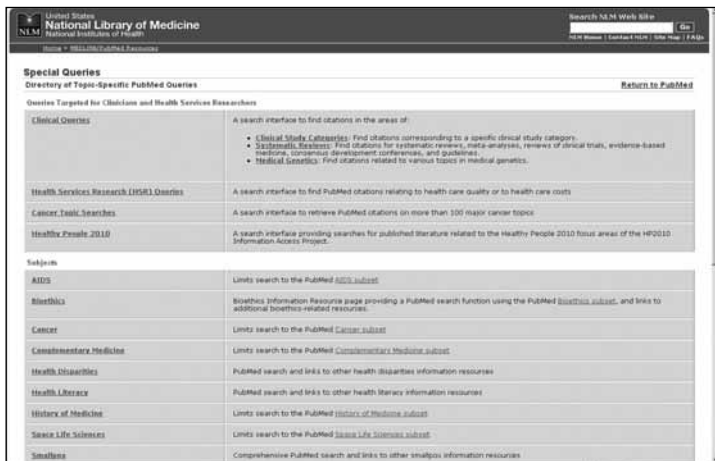 United States
National Library of Medicine
National Institutes of Health
NLM
Search NLM Web Site
Go
NLM Home | Contact NLM | Site Map | FAQs
Home > MEDLINE/PubMed Resources
Special Queries
Directory of Topic-Specific PubMed Queries
Return to PubMed
Queries Targeted for Clinicians and Health Services Researchers
Clinical Queries
A search interface to find citations in the areas of:
• Clinical Study Categories: Find citations corresponding to a specific clinical study category.
• Systematic Reviews: Find citations for systematic reviews, meta-analyses, reviews of clinical trials, evidence-based
medicine, consensus development conferences, and guidelines.
• Medical Genetics: Find citations related to various topics in medical genetics.
Health Services Research (HSR) Queries
A search interface to find PubMed citations relating to health care quality or to health care costs
Cancer Topic Searches
A search interface to retrieve PubMed citations on more than 100 major cancer topics
Healthy People 2010
A search interface providing searches for published literature related to the Healthy People 2010 focus areas of the HP2010
Information Access Project.
Subjects
AIDS
Limits search to the PubMed AIDS subset
Bioethics
Bioethics Information Resource page providing a PubMed search function using the PubMed Bioethics subset, and links to
additional bioethics-related resources.
Cancer
Limits search to the PubMed Cancer subset
Complementary Medicine
Limits search to the PubMed Complementary Medicine subset
Health Disparities
PubMed search and links to other health disparities information resources
Health Literacy
PubMed search and links to other health literacy information resources
History of Medicine
Limits search to the PubMed History of Medicine subset
Space Life Sciences
Limits search to the PubMed Space Life Sciences subset
Smallpox
Comprehensive PubMed search and links to other smallpox information resources